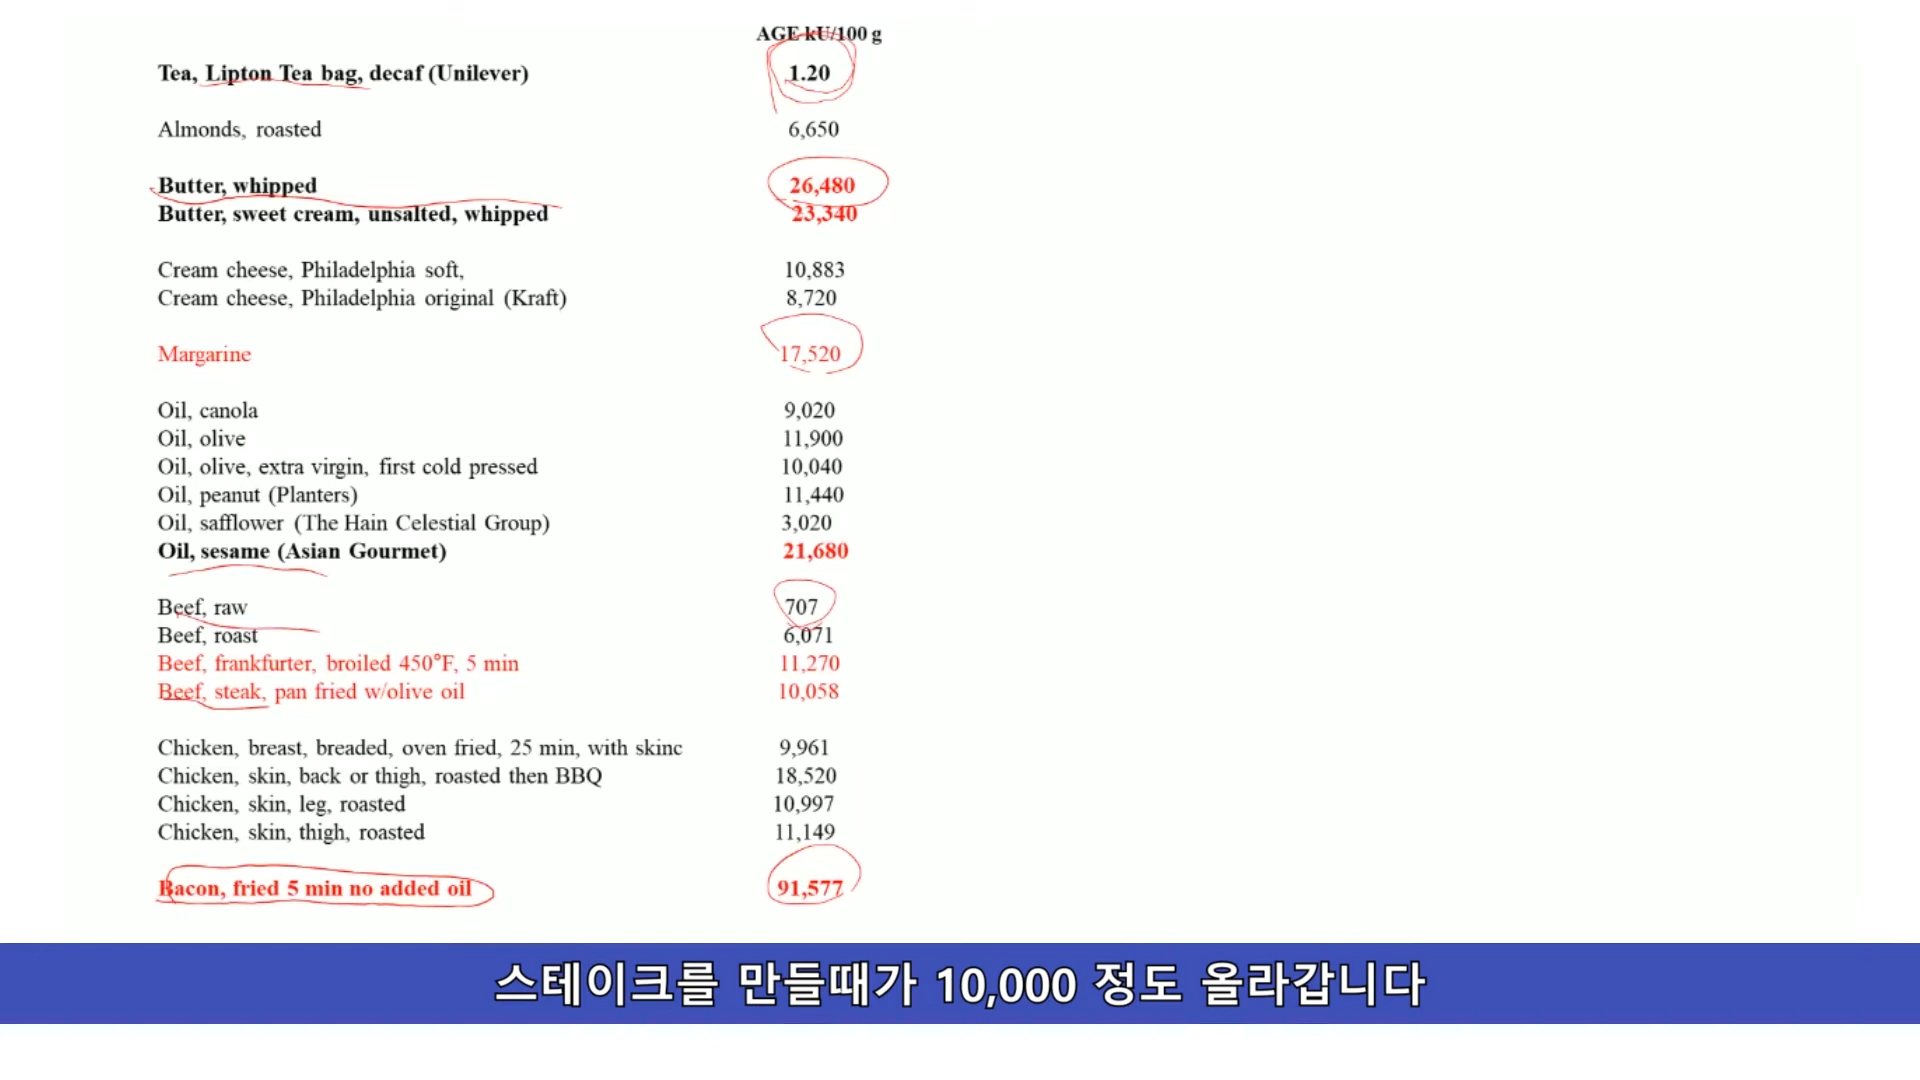 AGE kU/100 g
Tea, Lipton Tea bag, decaf (Unilever) 1.20
Almonds, roasted 6,650
Butter, whipped 26,480
Butter, sweet cream, unsalted, whipped 23,340
Cream cheese, Philadelphia soft, 10,883
Cream cheese, Philadelphia original (Kraft) 8,720
Margarine 17,520
Oil, canola 9,020
Oil, olive 11,900
Oil, olive, extra virgin, first cold pressed 10,040
Oil, peanut (Planters) 11,440
Oil, safflower (The Hain Celestial Group) 3,020
Oil, sesame (Asian Gourmet) 21,680
Beef, raw 707
Beef, roast 6,071
Beef, frankfurter, broiled 450°F, 5 min 11,270
Beef, steak, pan fried w/olive oil 10,058
Chicken, breast, breaded, oven fried, 25 min, with skinc 9,961
Chicken, skin, back or thigh, roasted then BBQ 18,520
Chicken, skin, leg, roasted 10,997
Chicken, skin, thigh, roasted 11,149
Bacon, fried 5 min no added oil 91,577
스테이크를 만들때가 10,000 정도 올라갑니다